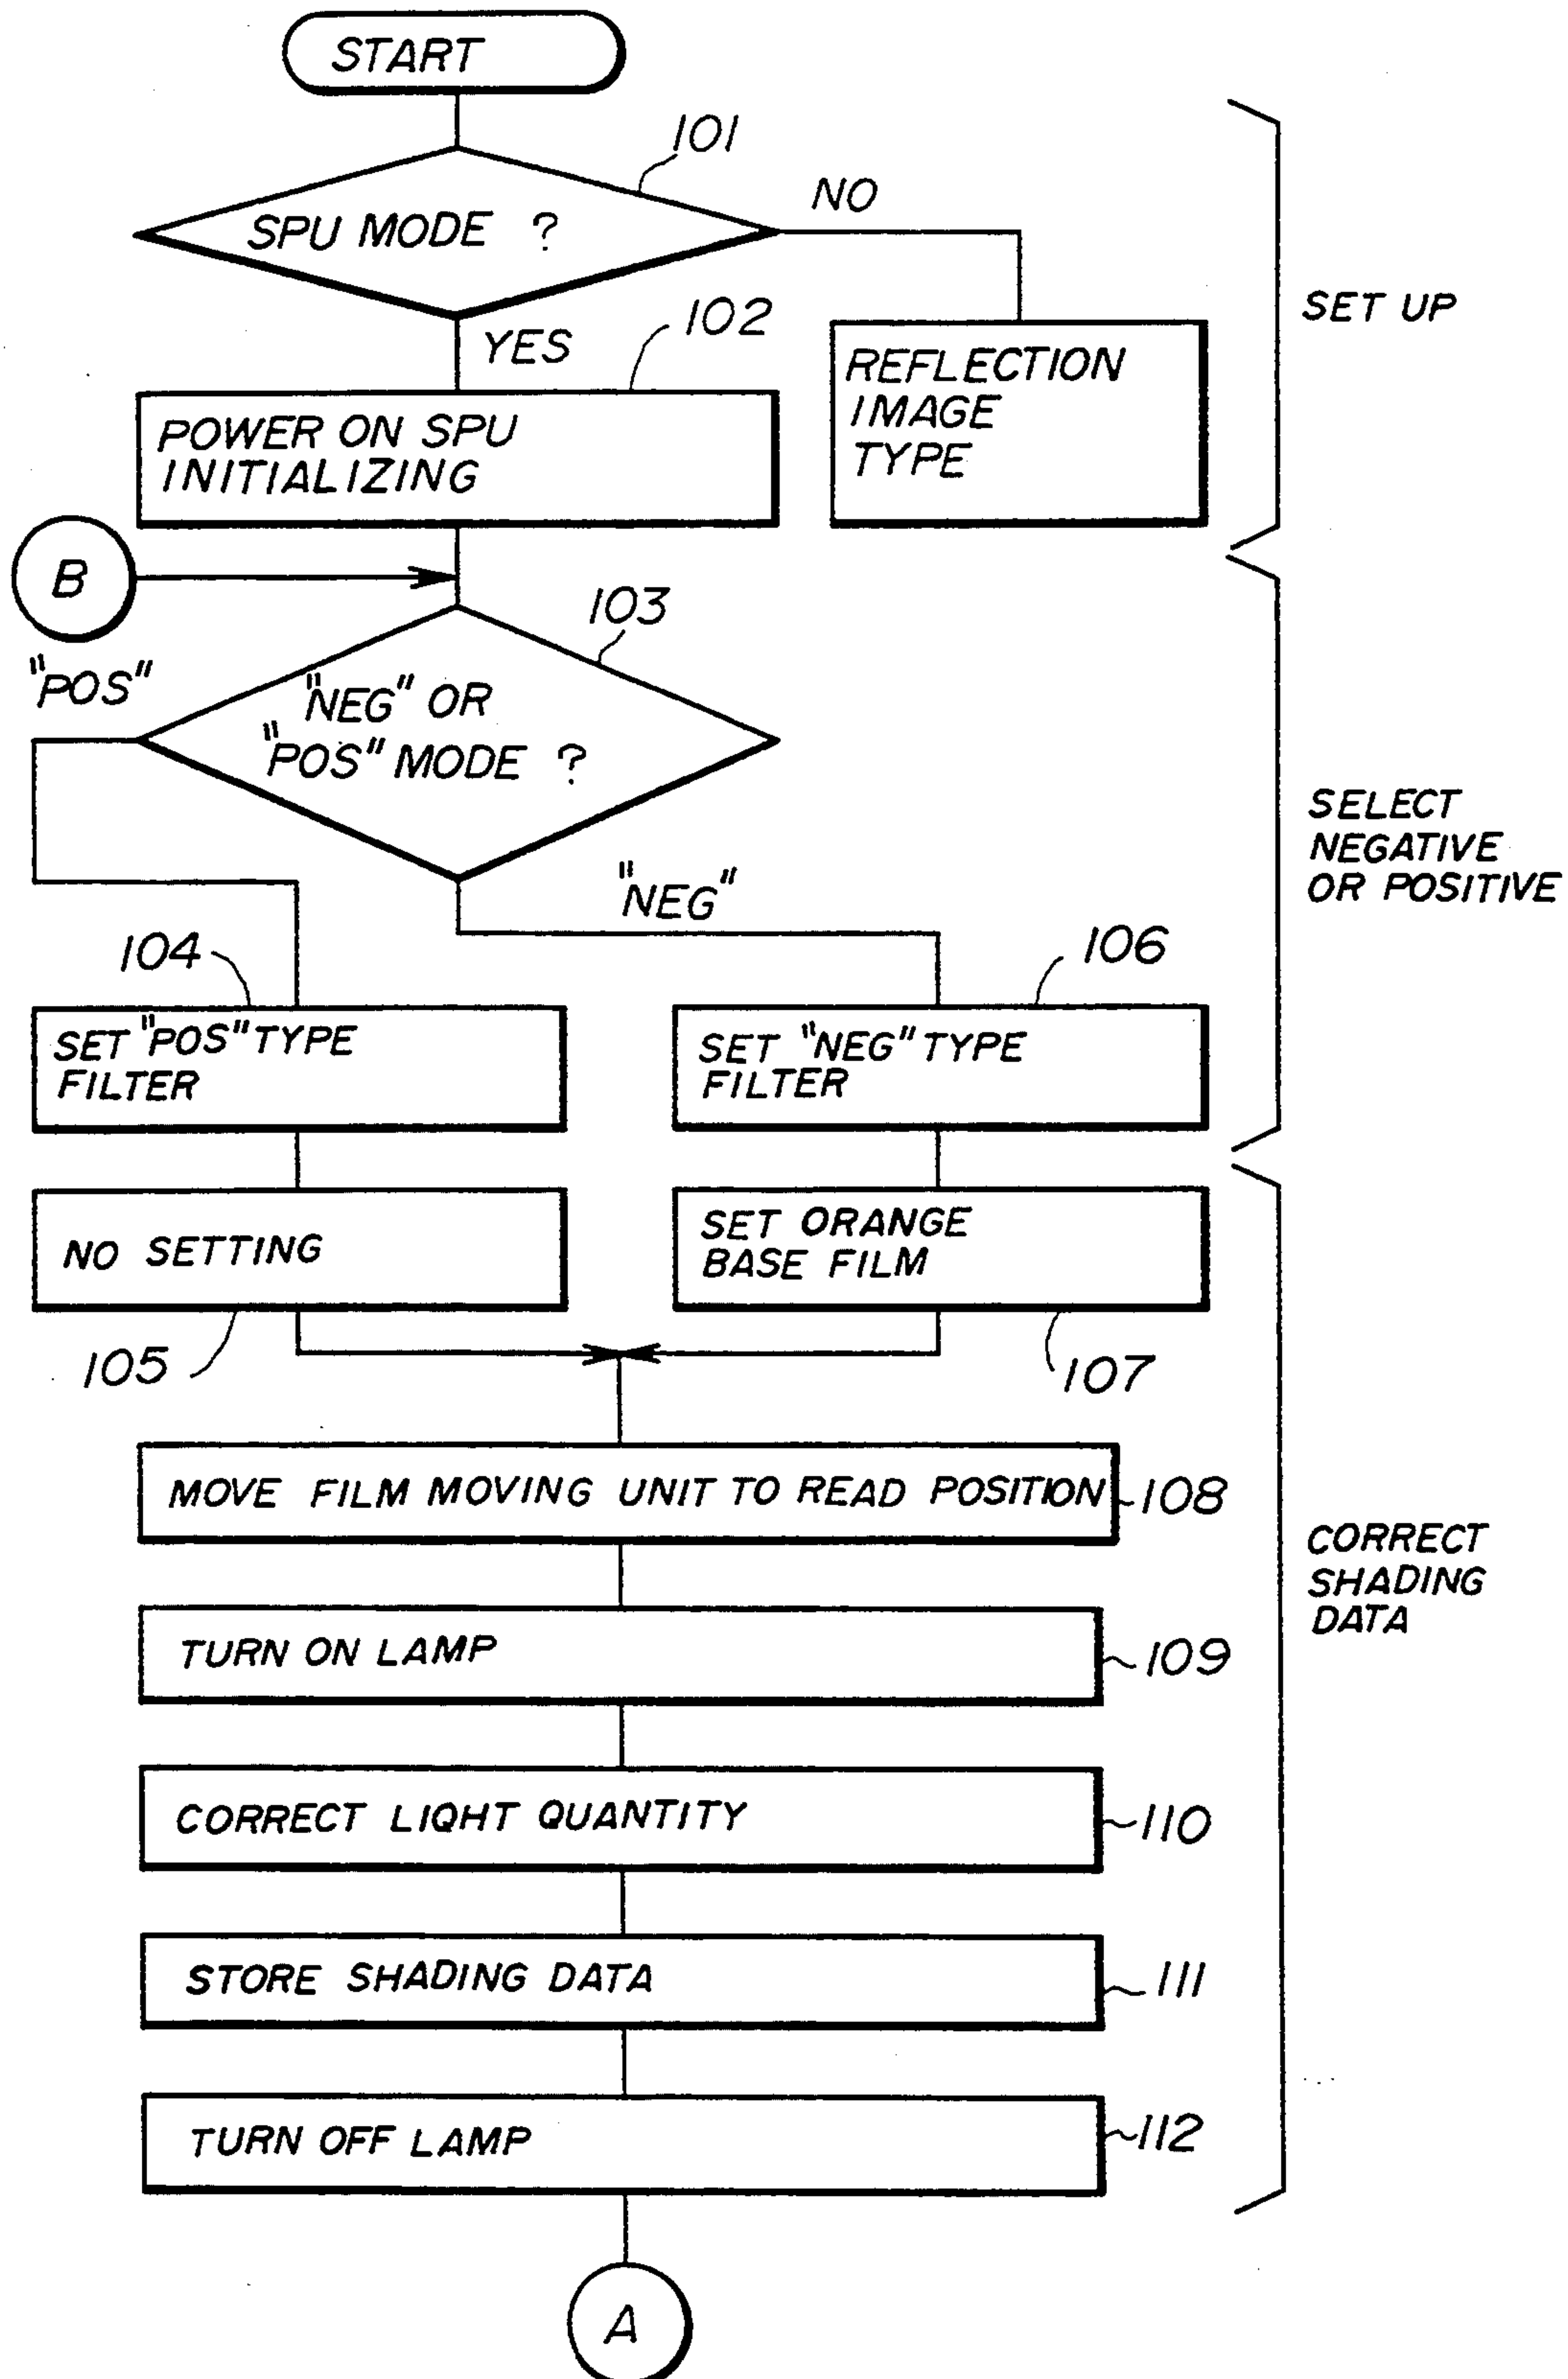 START
101
SPU MODE ?
NO
YES
102
POWER ON SPU
INITIALIZING
REFLECTION
IMAGE
TYPE
SET UP
B
103
"POS"
"NEG" OR
"POS" MODE ?
"NEG"
SELECT
NEGATIVE
OR POSITIVE
104
106
SET "POS" TYPE
FILTER
SET "NEG" TYPE
FILTER
NO SETTING
SET ORANGE
BASE FILM
105
107
MOVE FILM MOVING UNIT TO READ POSITION
108
TURN ON LAMP
109
CORRECT LIQHT QUANTITY
110
STORE SHADING DATA
111
TURN OFF LAMP
112
CORRECT
SHADING
DATA
A